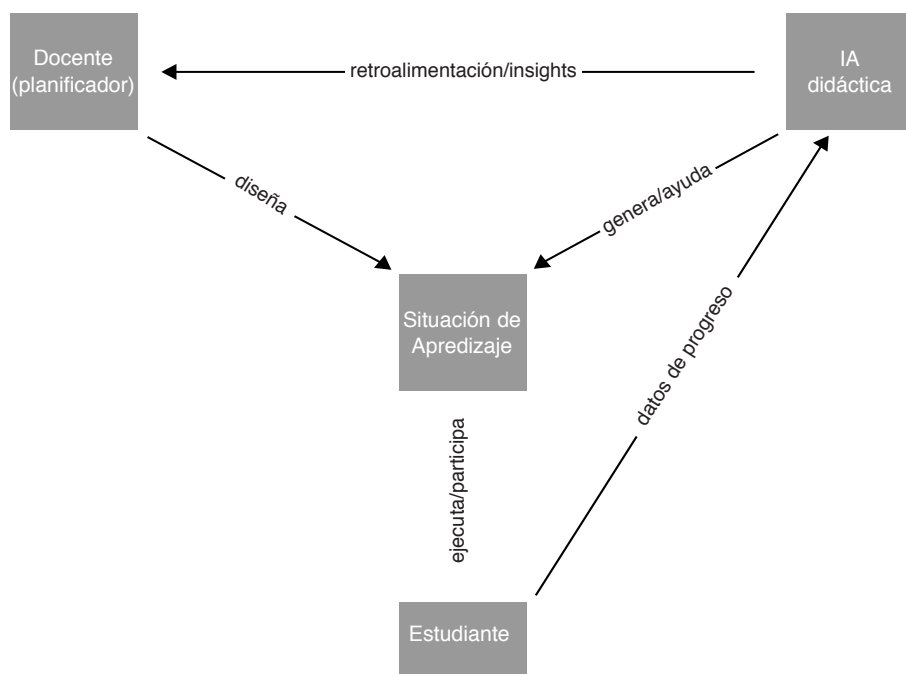 Docente
(planificador)
retroalimentación/insights
IA
didáctica
diseña
genera/ayuda
Situación de
Apredizaje
datos de progreso
ejecuta/participa
Estudiante